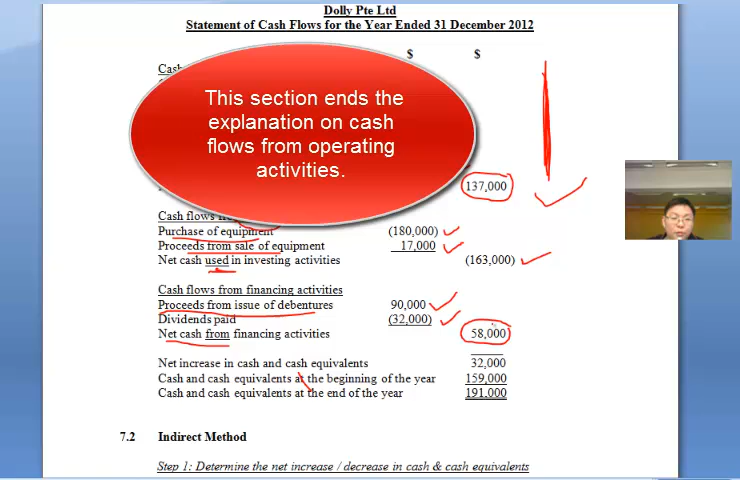 Dolly Pte Ltd
Statement of Cash Flows for the Year Ended 31 December 2012
$ $
Cash
This section ends the
explanation on cash
flows from operating
activities.
137,000
Cash flows
Purchase of equipment (180,000)
Proceeds from sale of equipment 17,000
Net cash used in investing activities (163,000)
Cash flows from financing activities
Proceeds from issue of debentures 90,000
Dividends paid (32,000)
Net cash from financing activities 58,000
Net increase in cash and cash equivalents 32,000
Cash and cash equivalents at the beginning of the year 159,000
Cash and cash equivalents at the end of the year 191,000
7.2 Indirect Method
Step 1: Determine the net increase / decrease in cash & cash equivalents